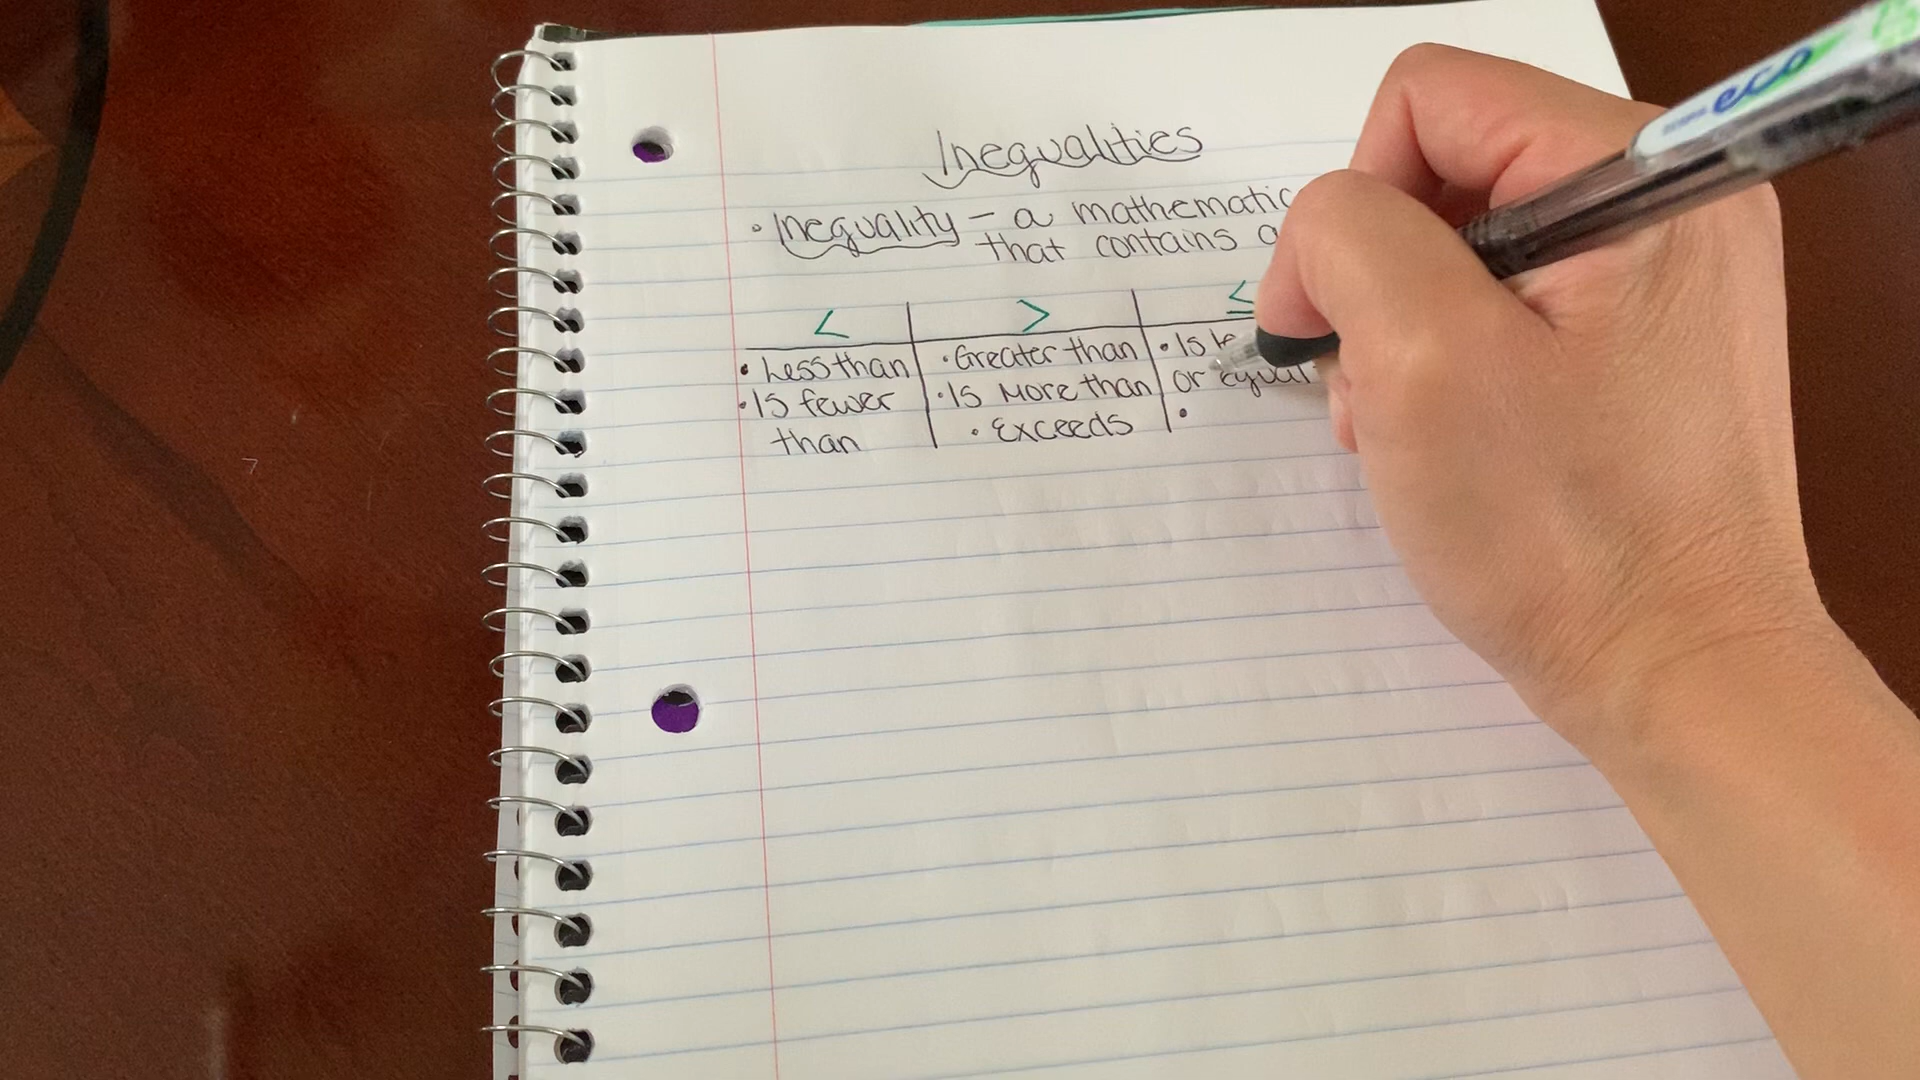 Inequalities
• Inequality – a mathematic
that contains a
< > ≤
• Less than • Greater than • Is le
• Is fewer • Is More than or equal
than • Exceeds •
eco